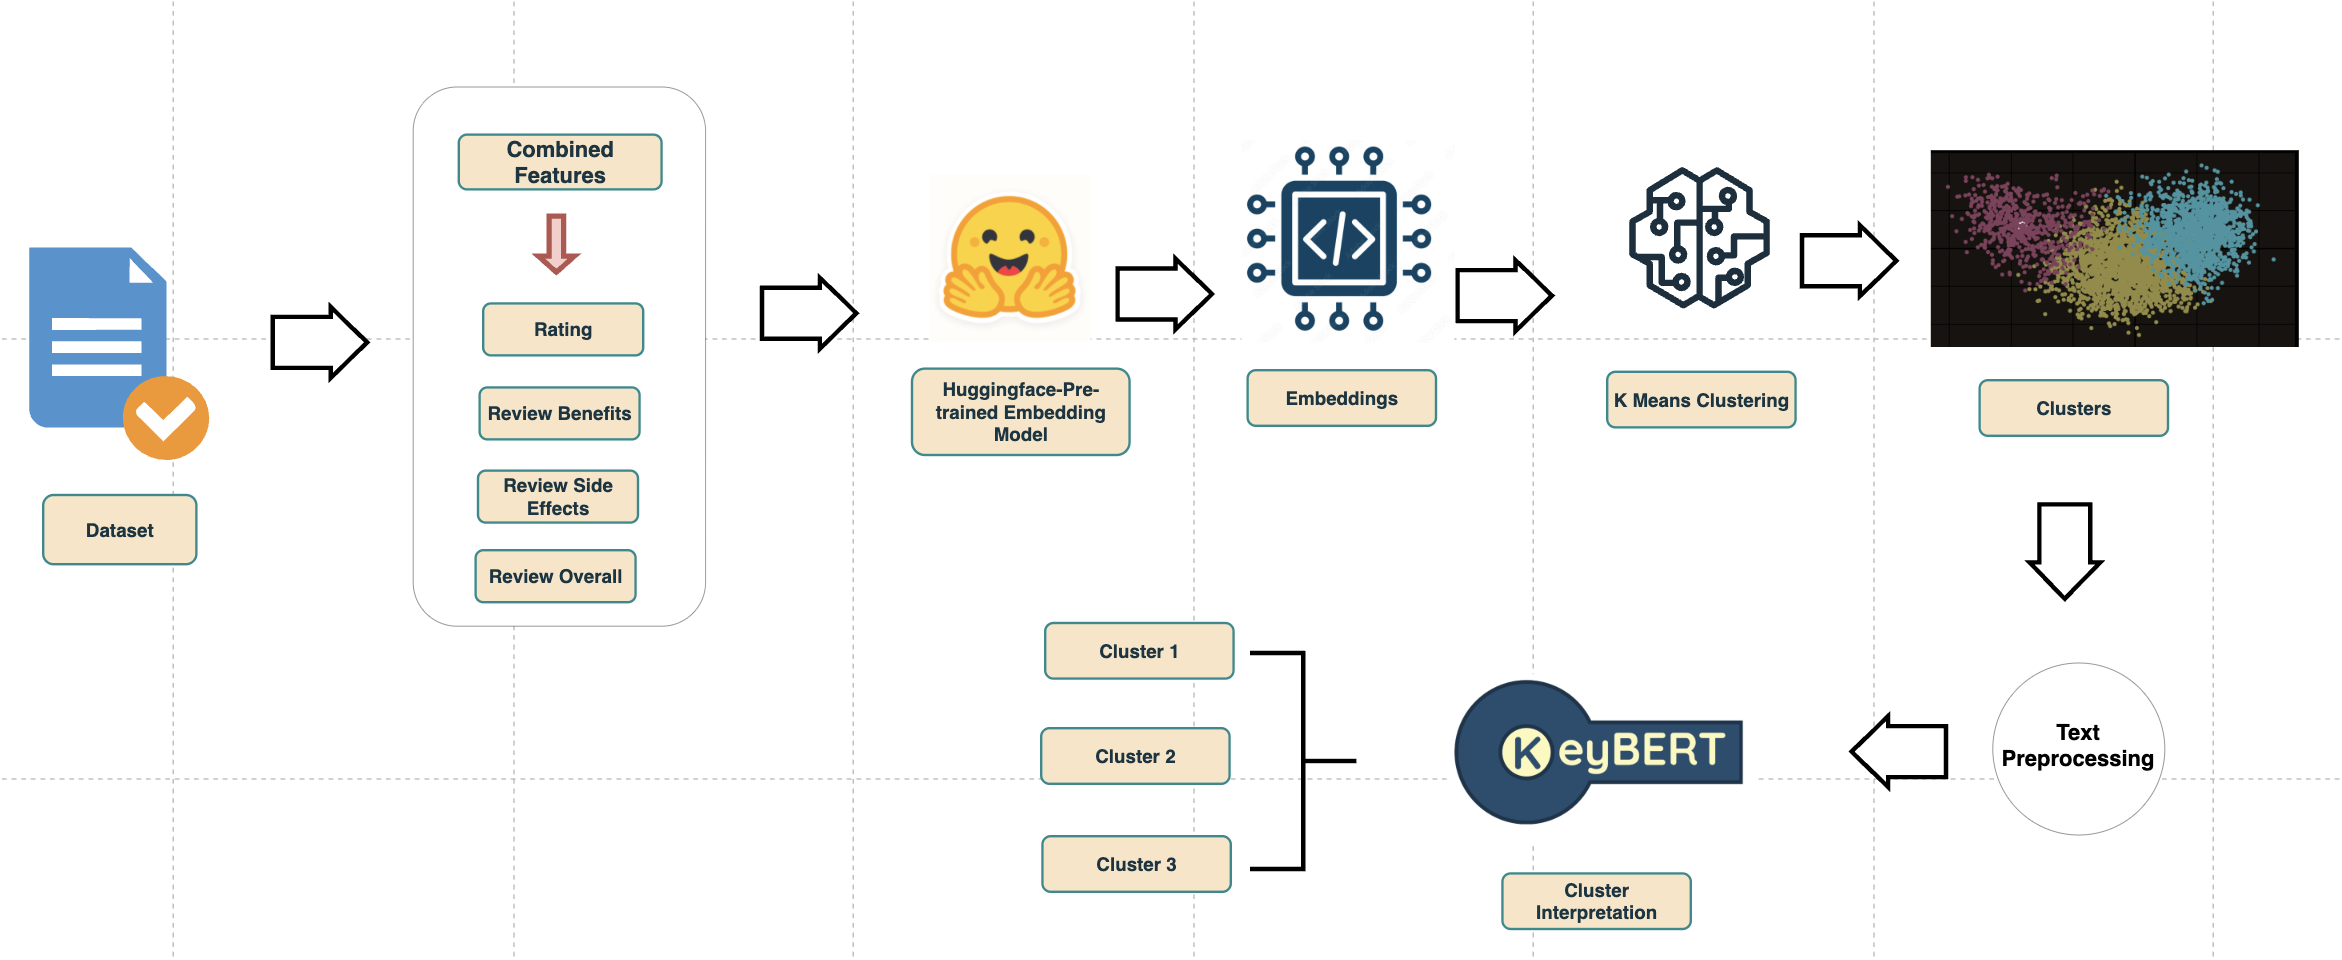 Dataset
Combined
Features
Rating
Review Benefits
Review Side
Effects
Review Overall
Huggingface-Pre-
trained Embedding
Model
</>
Embeddings
K Means Clustering
Clusters
Text
Preprocessing
KeyBERT
Cluster
Interpretation
Cluster 1
Cluster 2
Cluster 3